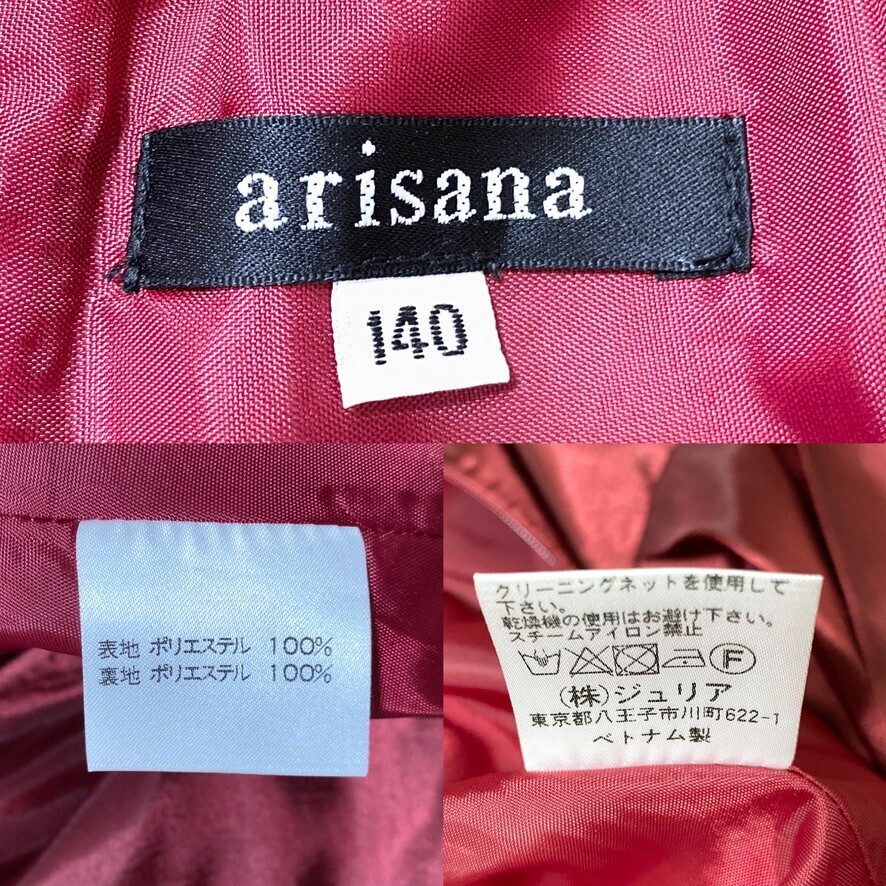 arisana
140
表地 ポリエステル 100%
裏地 ポリエステル 100%
クリーニングネットを使用して
下さい。
乾燥機の使用はお避け下さい。
スチームアイロン禁止
F
(株)ジュリア
東京都八王子市川町622-1
ベトナム製